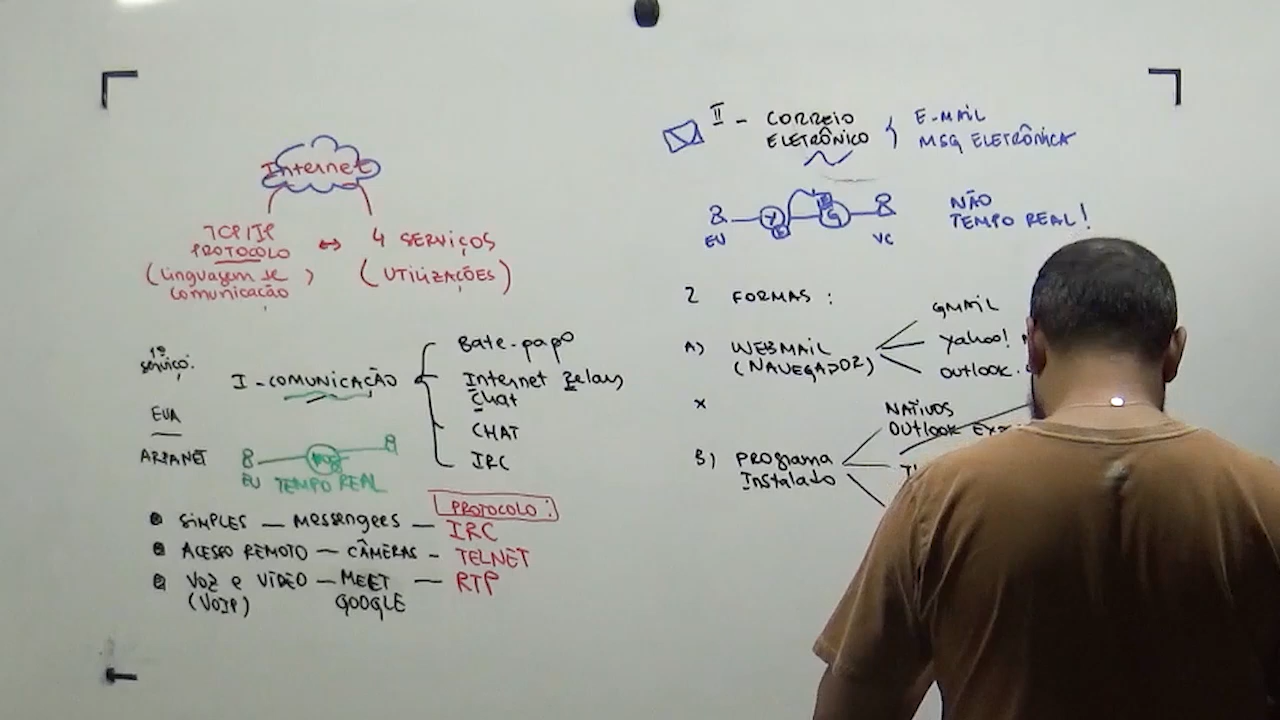 Internet
TCP/IP
PROTOCOLO
(Linguagem de
comunicação)
↔
4 SERVIÇOS
(UTILIZAÇÕES)
1º
serviço:
I - COMUNICAÇÃO
Bate-papo
Internet Relay
Chat
CHAT
IRC
EUA
ARPANET
EU
TEMPO REAL
PROTOCOLO:
SIMPLES — Messengers — IRC
ACESSO REMOTO — CÂMERAS - TELNET
VOZ e VÍDEO — MEET — RTP
(VOIP) GOOGLE
II - CORREIO
ELETRÔNICO
E-MAIL
MSG ELETRÔNICA
Y
G
EU
VC
NÃO
TEMPO REAL!
2 FORMAS:
A) WEBMAIL
(NAVEGADOR)
GMAIL
Yahoo!
OUTLOOK.
X
B) PROGRAMA
Instalado
NATIVOS
OUTLOOK